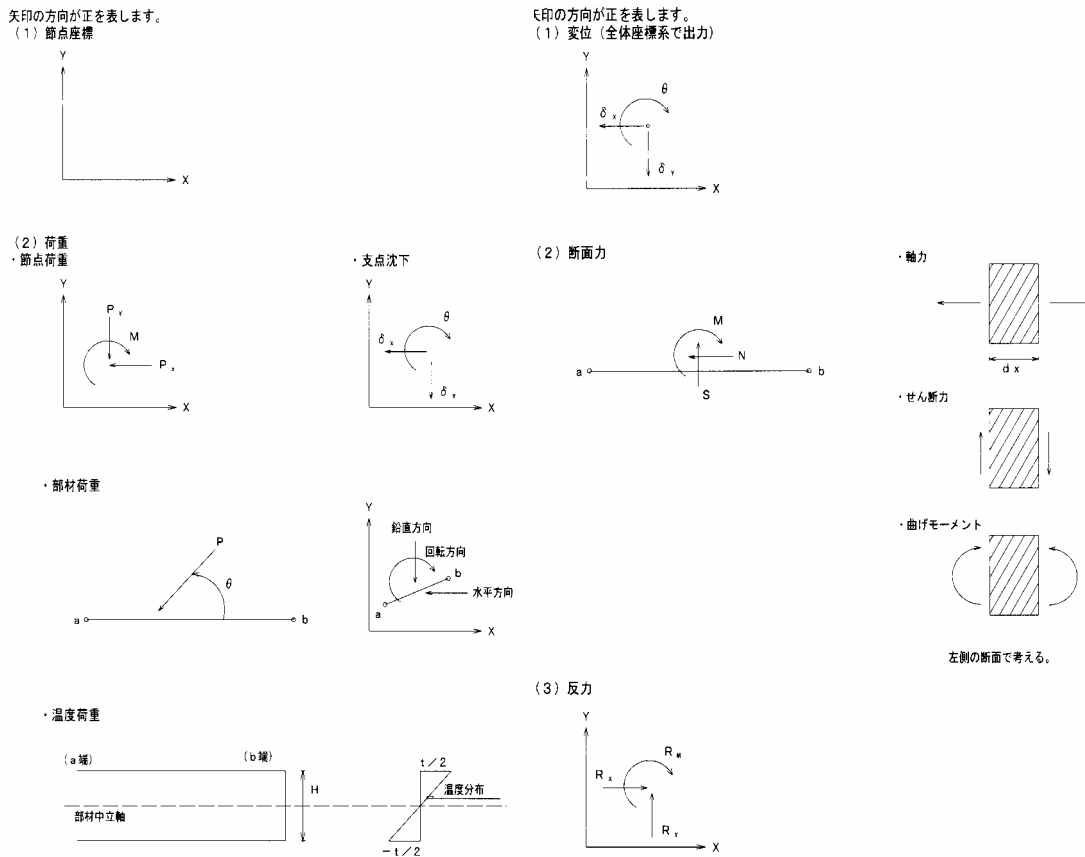 矢印の方向が正を表します。
（１）節点座標
Y
X
（２）荷重
・節点荷重
Y
P Y
M
P X
X
・支点沈下
Y
θ
δ X
δ Y
X
・部材荷重
P
θ
a
b
Y
鉛直方向
回転方向
b
水平方向
a
X
・温度荷重
(a端)
(b端)
H
部材中立軸
t／2
温度分布
－t／2
矢印の方向が正を表します。
（１）変位（全体座標系で出力）
Y
θ
δ X
δ Y
X
（２）断面力
M
N
a
b
S
・軸力
dx
・せん断力
・曲げモーメント
左側の断面で考える。
（３）反力
Y
R M
R X
R Y
X